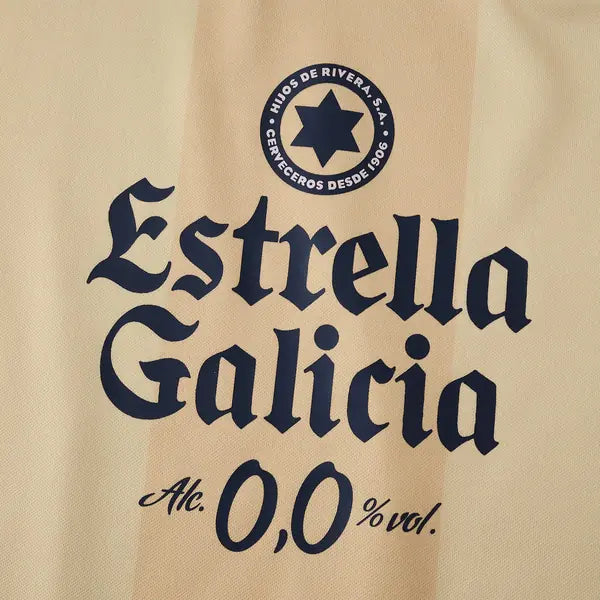 HIJOS DE RIVERA, S.A.
CERVECEROS DESDE 1906
Estrella
Galicia
Alc. 0,0 % vol.